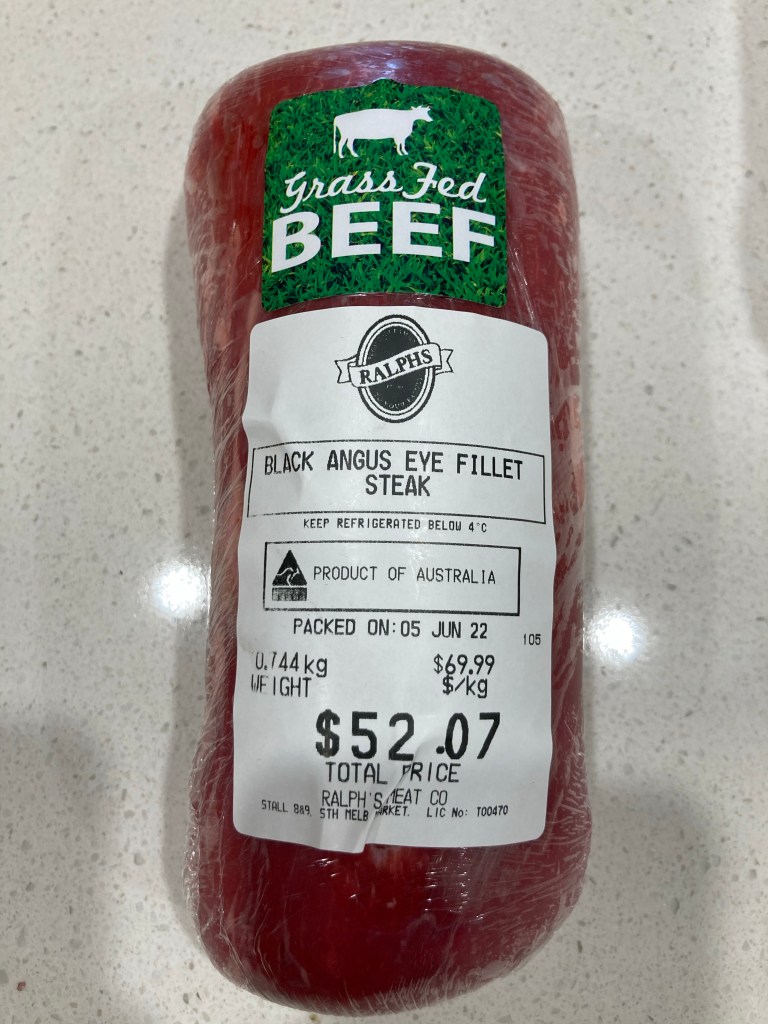 Grass Fed
BEEF
RALPHS
BLACK ANGUS EYE FILLET
STEAK
KEEP REFRIGERATED BELOW 4°C
PRODUCT OF AUSTRALIA
PACKED ON:05 JUN 22
105
0.744kg $69.99
WEIGHT $/kg
$52.07
TOTAL PRICE
RALPH'S MEAT CO
STALL 8&9, STH MELB MARKET. LIC No: T00470